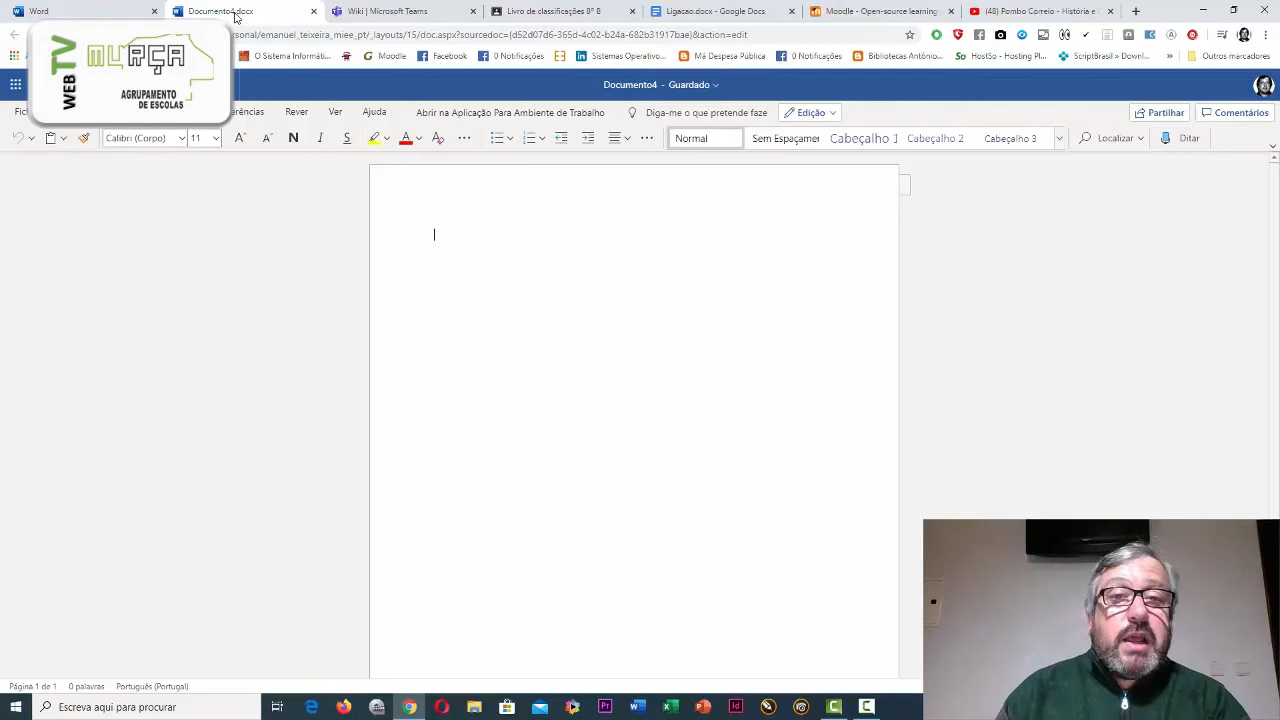 Word
Documento4.docx
Wiki | Microsoft Teams
Livro de classificações 8º B
Ligacao.docx - Google Docs
Moodle - Open-source learning
(48) Pombo Correio - História e l
sonal/emanuel_teixeira_miee_pt/_layouts/15/Doc.aspx?sourcedoc={d52d07d6-365d-4c02-b24a-682b31917bae}&action=edit
O Sistema Informáti...
Moodle
Facebook
0 Notificações
Sistemas Operativo...
Má Despesa Pública
0 Notificações
Bibliotecas Antônio...
HostSo - Hosting Pl...
ScriptBrasil » Downl...
»
Outros marcadores
WEB TV
MURÇA
AGRUPAMENTO
DE ESCOLAS
Documento4 - Guardado
Fic
erências
Rever
Ver
Ajuda
Abrir na Aplicação Para Ambiente de Trabalho
Diga-me o que pretende faze
Edição
Partilhar
Comentários
Calibri (Corpo)
11
N
I
S
Normal
Sem Espaçamen
Cabeçalho 1
Cabeçalho 2
Cabeçalho 3
Localizar
Ditar
Página 1 de 1
0 palavras
Português (Portugal)
Escreva aqui para procurar